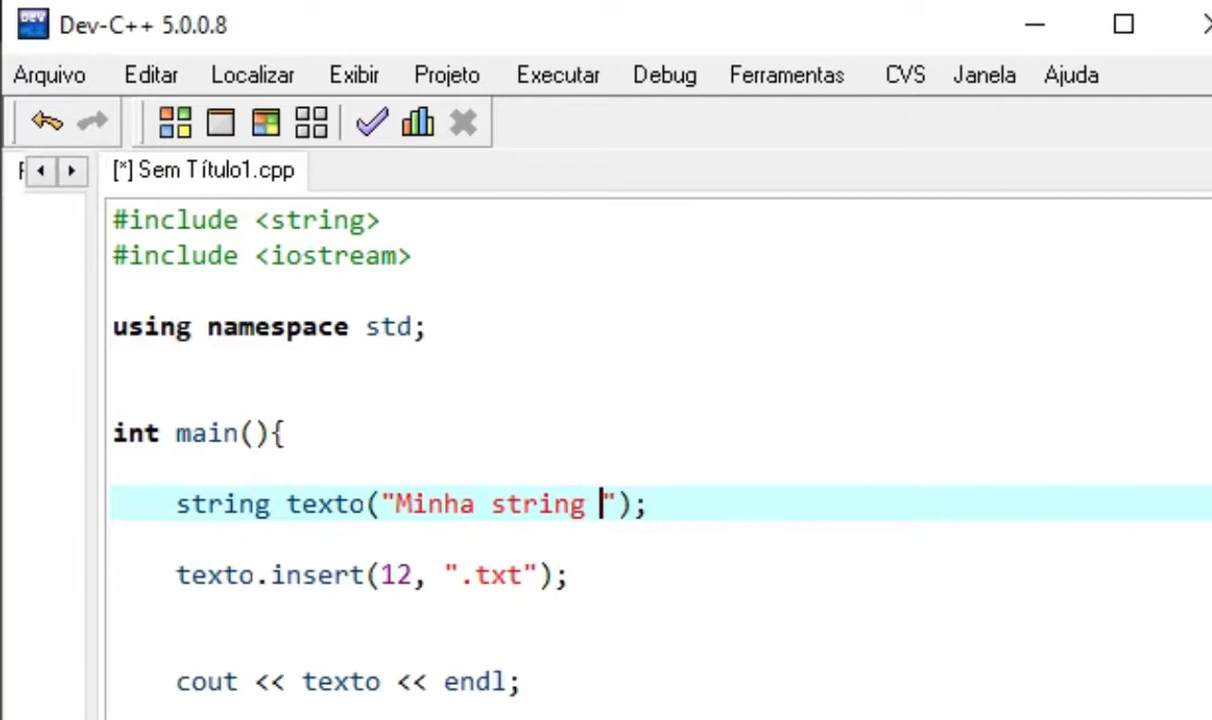 Dev-C++ 5.0.0.8
Arquivo Editar Localizar Exibir Projeto Executar Debug Ferramentas CVS Janela Ajuda
[*] Sem Título1.cpp
#include <string>
#include <iostream>
using namespace std;
int main(){
string texto("Minha string ");
texto.insert(12, ".txt");
cout << texto << endl;